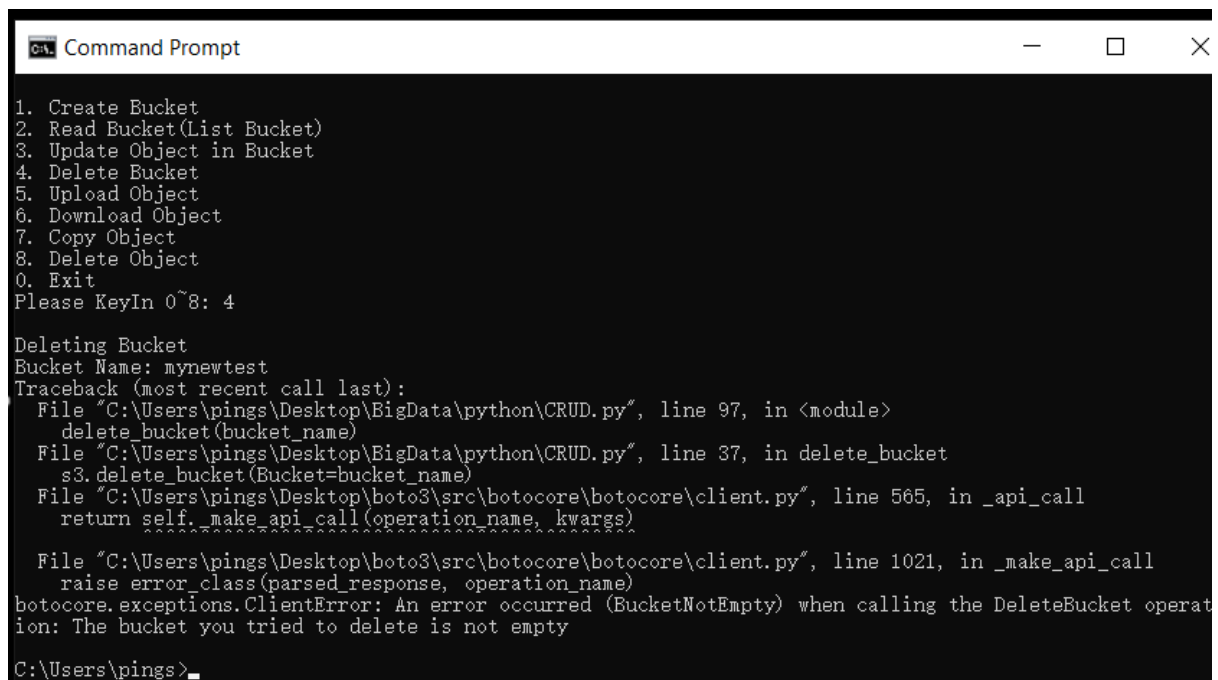 Command Prompt
1. Create Bucket
2. Read Bucket(List Bucket)
3. Update Object in Bucket
4. Delete Bucket
5. Upload Object
6. Download Object
7. Copy Object
8. Delete Object
0. Exit
Please KeyIn 0~8: 4
Deleting Bucket
Bucket Name: mynewtest
Traceback (most recent call last):
  File "C:\Users\pings\Desktop\BigData\python\CRUD.py", line 97, in <module>
    delete_bucket(bucket_name)
  File "C:\Users\pings\Desktop\BigData\python\CRUD.py", line 37, in delete_bucket
    s3.delete_bucket(Bucket=bucket_name)
  File "C:\Users\pings\Desktop\boto3\src\botocore\botocore\client.py", line 565, in _api_call
    return self._make_api_call(operation_name, kwargs)
           ^^^^^^^^^^^^^^^^^^^^^^^^^^^^^^^^^^^^^^^^^^^
  File "C:\Users\pings\Desktop\boto3\src\botocore\botocore\client.py", line 1021, in _make_api_call
    raise error_class(parsed_response, operation_name)
botocore.exceptions.ClientError: An error occurred (BucketNotEmpty) when calling the DeleteBucket operat
ion: The bucket you tried to delete is not empty
C:\Users\pings>